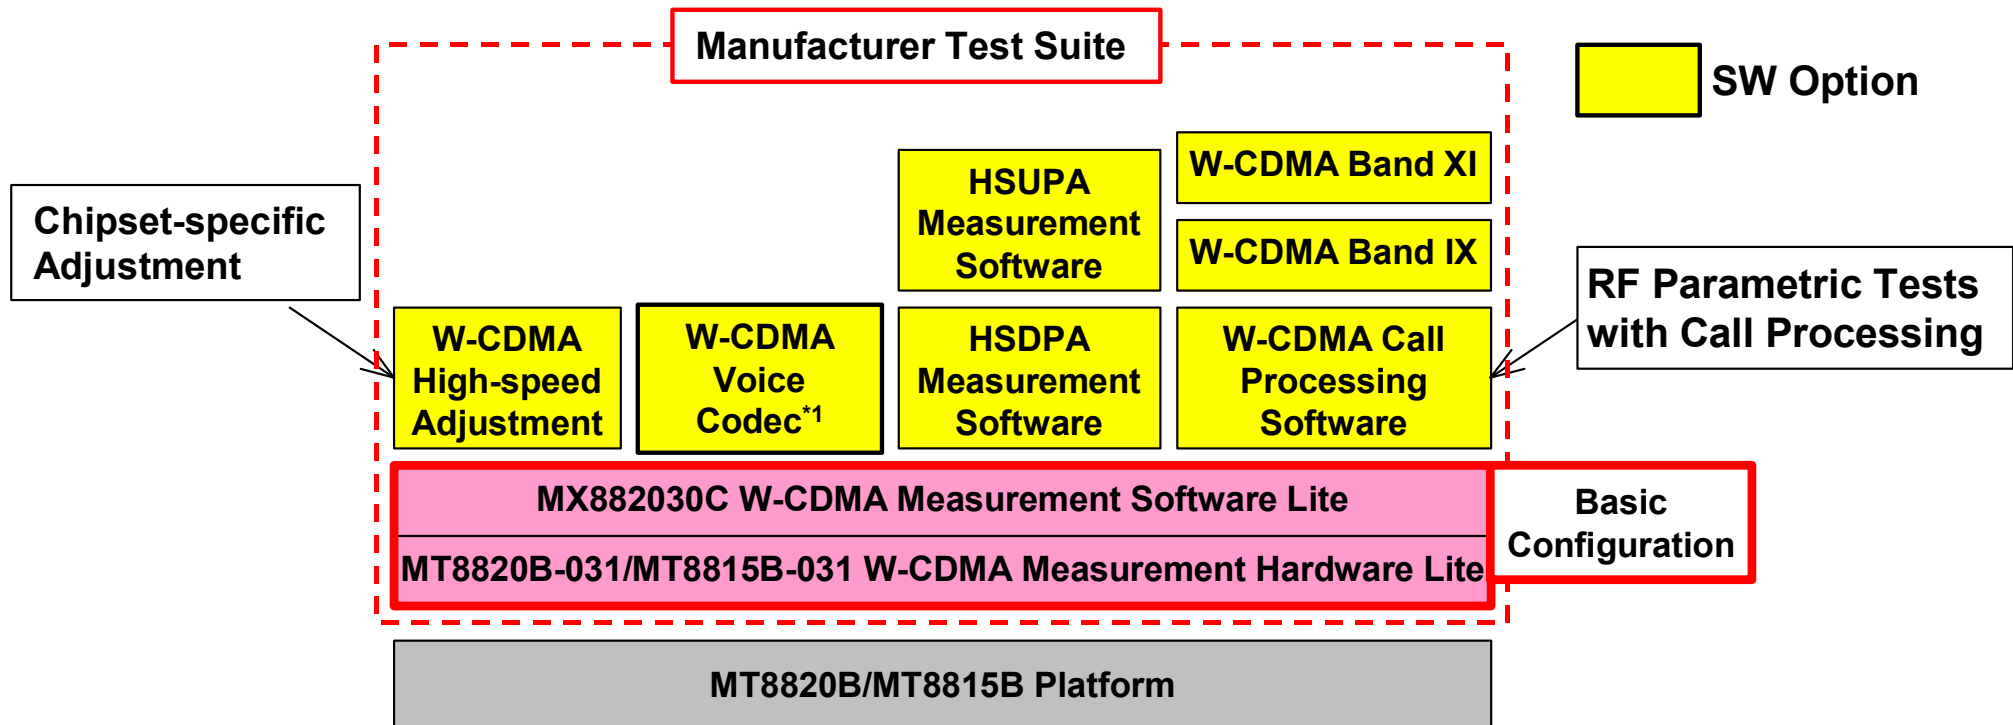 Manufacturer Test Suite
SW Option
Chipset-specific
Adjustment
HSUPA
Measurement
Software
W-CDMA Band XI
W-CDMA Band IX
RF Parametric Tests
with Call Processing
W-CDMA
High-speed
Adjustment
W-CDMA
Voice
Codec*1
HSDPA
Measurement
Software
W-CDMA Call
Processing
Software
MX882030C W-CDMA Measurement Software Lite
MT8820B-031/MT8815B-031 W-CDMA Measurement Hardware Lite
Basic
Configuration
MT8820B/MT8815B Platform